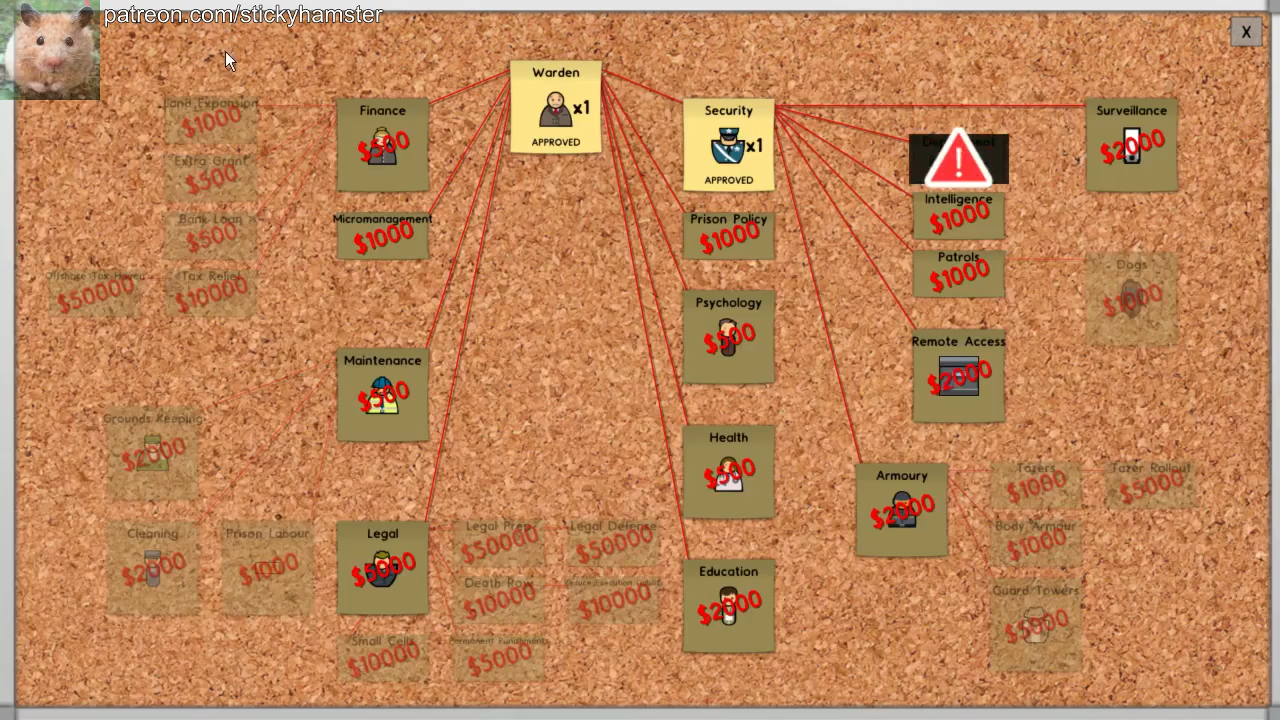 patreon.com/stickyhamster
X
Warden
x1
APPROVED
Finance
$500
Land Expansion
$1000
Extra Grant
$500
Bank Loan
$500
Offshore Tax Haven
$50000
Tax Relief
$10000
Micromanagement
$1000
Maintenance
$500
Grounds Keeping
$2000
Cleaning
$2000
Prison Labour
$1000
Legal
$5000
Legal Prep
$50000
Legal Defense
$50000
Death Row
$10000
$10000
Small Cells
$10000
Permanent Punishments
$5000
Security
x1
APPROVED
Prison Policy
$1000
Psychology
$500
Health
$500
Education
$2000
Surveillance
$2000
Intelligence
$1000
Patrols
$1000
Dogs
$1000
Remote Access
$2000
Armoury
$2000
Tazers
$1000
Tazer Rollout
$5000
Body Armour
$1000
Guard Towers
$5000